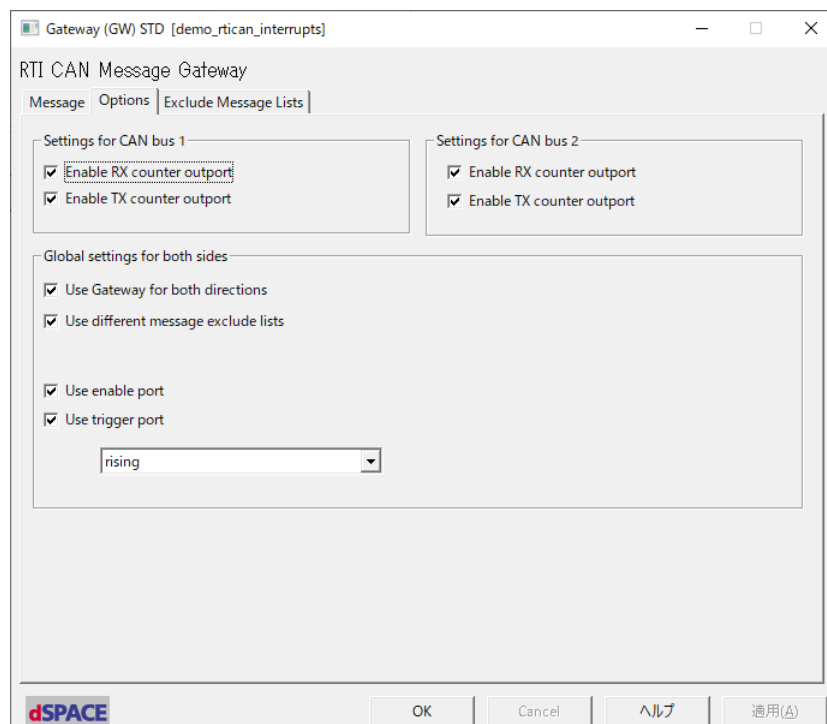 Gateway (GW) STD [demo_rtican_interrupts]
RTI CAN Message Gateway
Message Options Exclude Message Lists
Settings for CAN bus 1
Enable RX counter outport
Enable TX counter outport
Settings for CAN bus 2
Enable RX counter outport
Enable TX counter outport
Global settings for both sides
Use Gateway for both directions
Use different message exclude lists
Use enable port
Use trigger port
rising
dSPACE OK Cancel ヘルプ 適用(A)